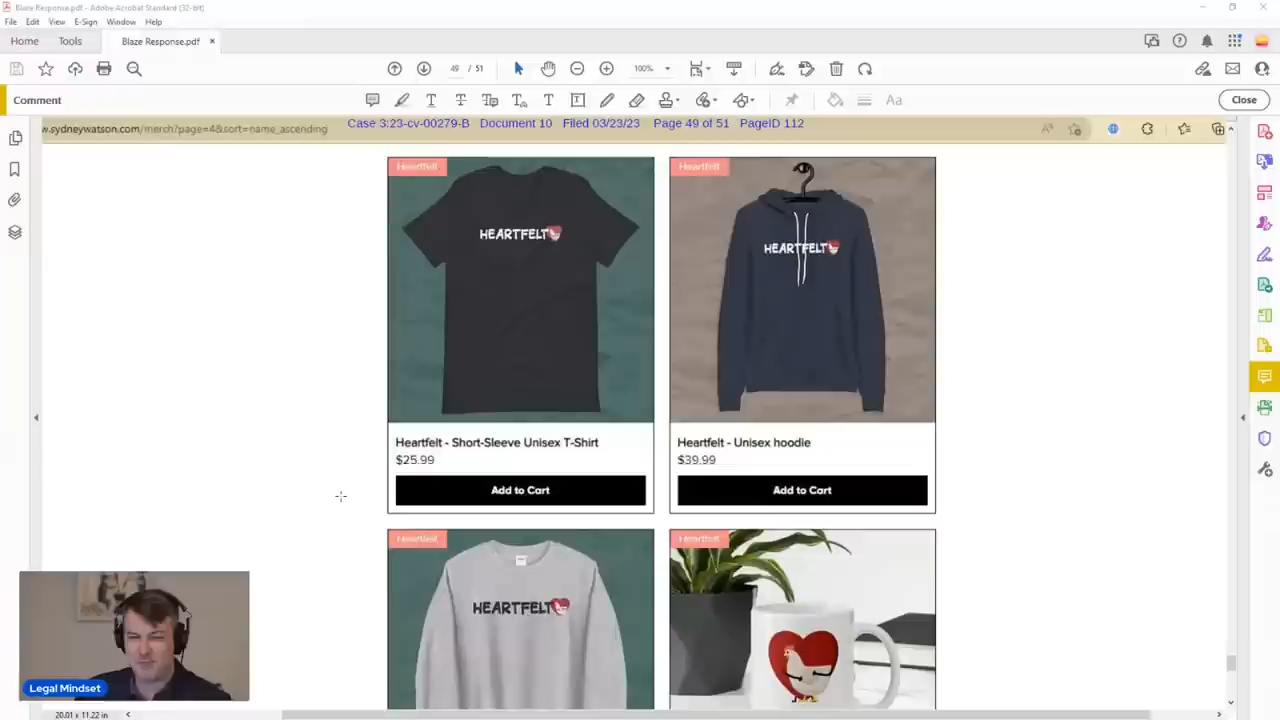 Blaze Response.pdf - Adobe Acrobat Standard (32-bit)
File Edit View E-Sign Window Help
Home Tools Blaze Response.pdf ×
49 / 51 100%
Comment
Close
w.sydneywatson.com/merch?page=4&sort=name_ascending
Case 3:23-cv-00279-B Document 10 Filed 03/23/23 Page 49 of 51 PageID 112
Heartfelt Heartfelt
HEARTFELT
HEARTFELT
Heartfelt - Short-Sleeve Unisex T-Shirt
$25.99
Add to Cart
Heartfelt - Unisex hoodie
$39.99
Add to Cart
Heartfelt Heartfelt
HEARTFELT
Legal Mindset
20.01 x 11.22 in